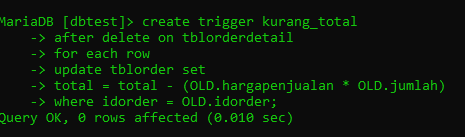 MariaDB [dbtest]> create trigger kurang_total
-> after delete on tblorderdetail
-> for each row
-> update tblorder set
-> total = total - (OLD.hargapenjualan * OLD.jumlah)
-> where idorder = OLD.idorder;
Query OK, 0 rows affected (0.010 sec)